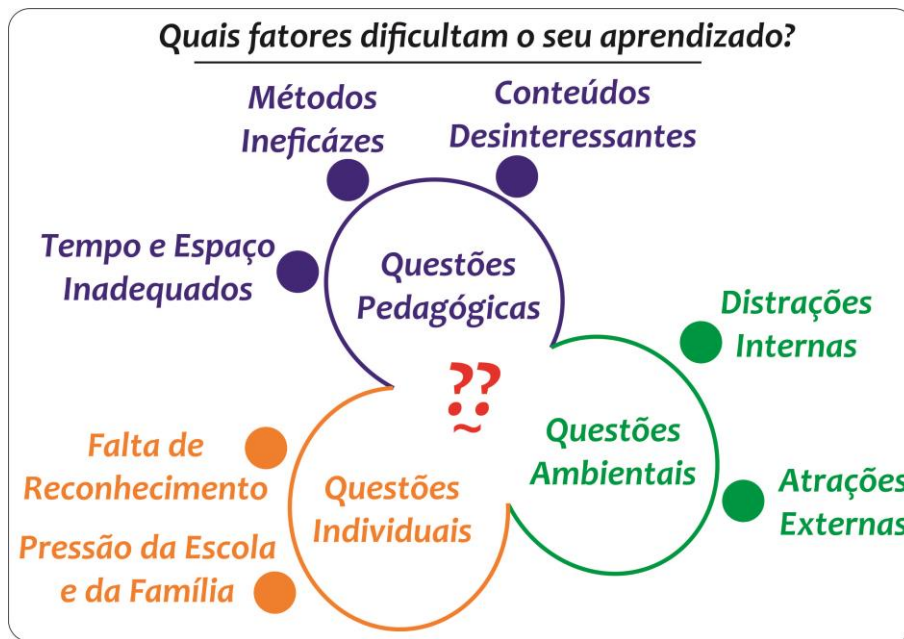 Quais fatores dificultam o seu aprendizado?
Métodos
Ineficázes
Conteúdos
Desinteressantes
Tempo e Espaço
Inadequados
Questões
Pedagógicas
Distrações
Internas
??
~
Questões
Ambientais
Atrações
Externas
Falta de
Reconhecimento
Questões
Individuais
Pressão da Escola
e da Família